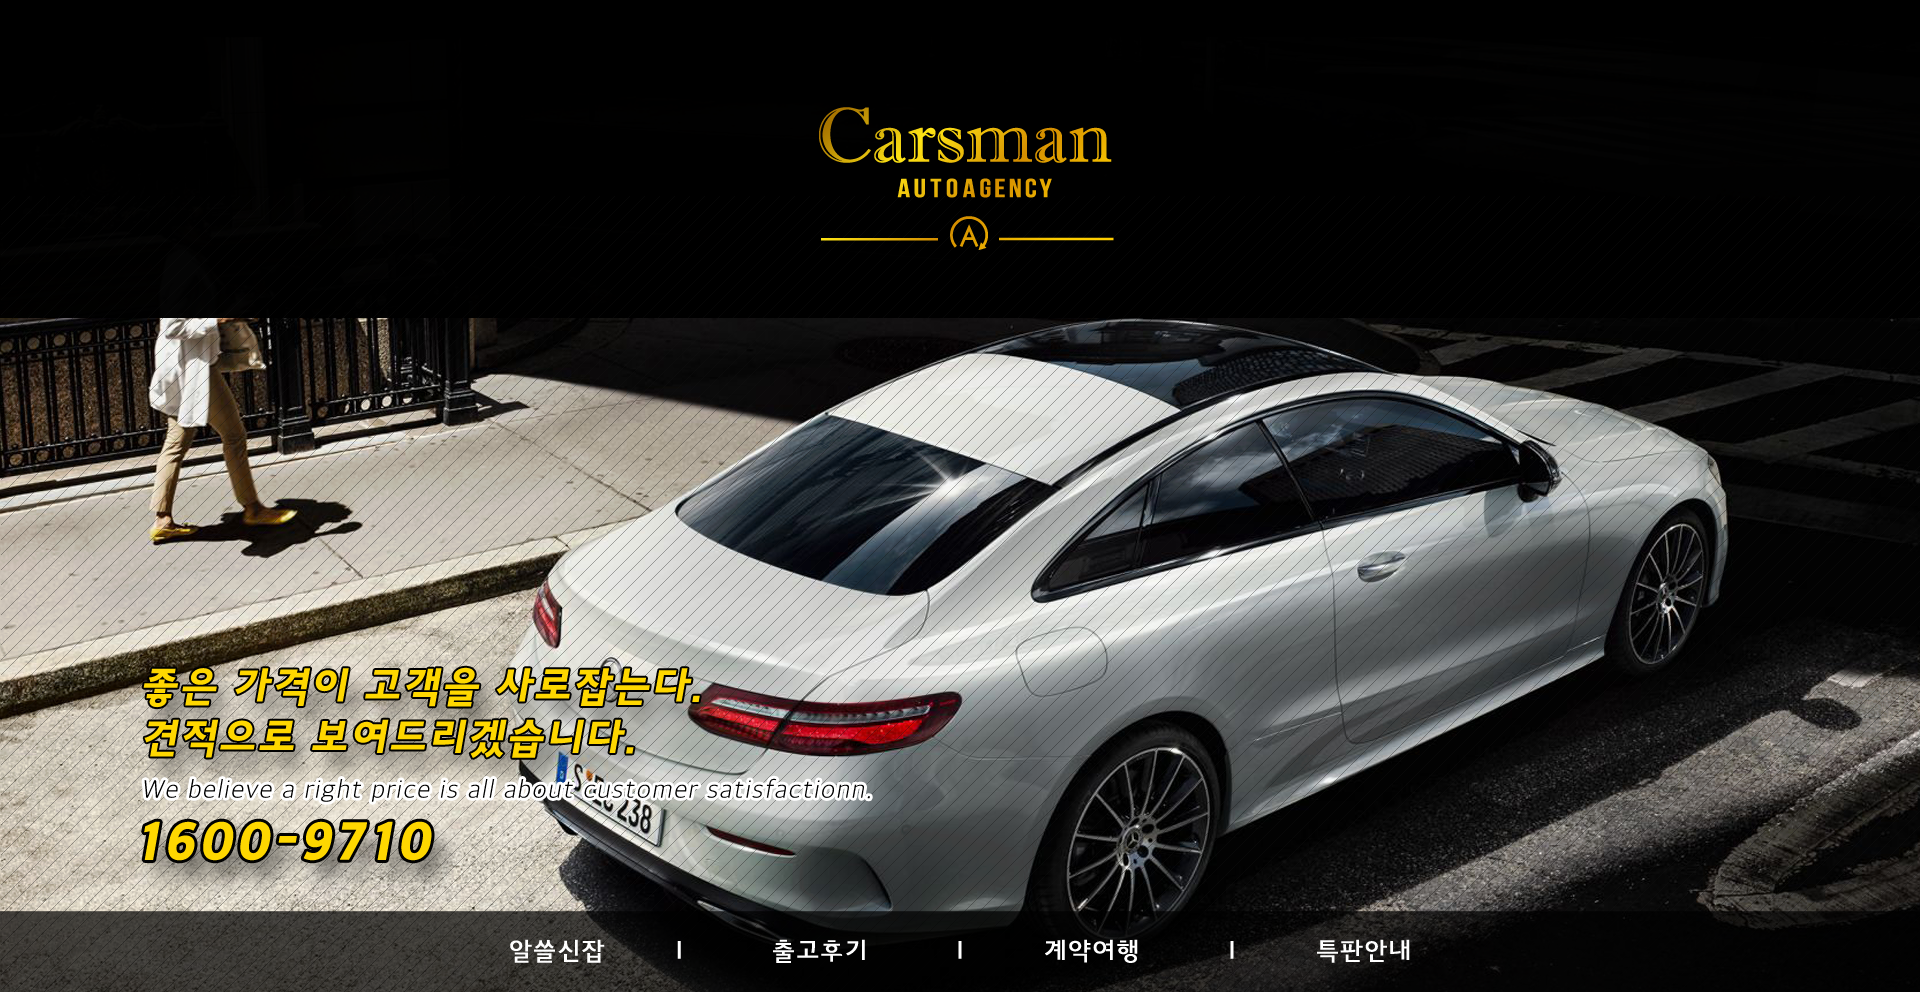 Carsman
AUTOAGENCY
A
좋은 가격이 고객을 사로잡는다.
견적으로 보여드리겠습니다.
We believe a right price is all about customer satisfactionn.
1600-9710
알쓸신잡 | 출고후기 | 계약여행 | 특판안내